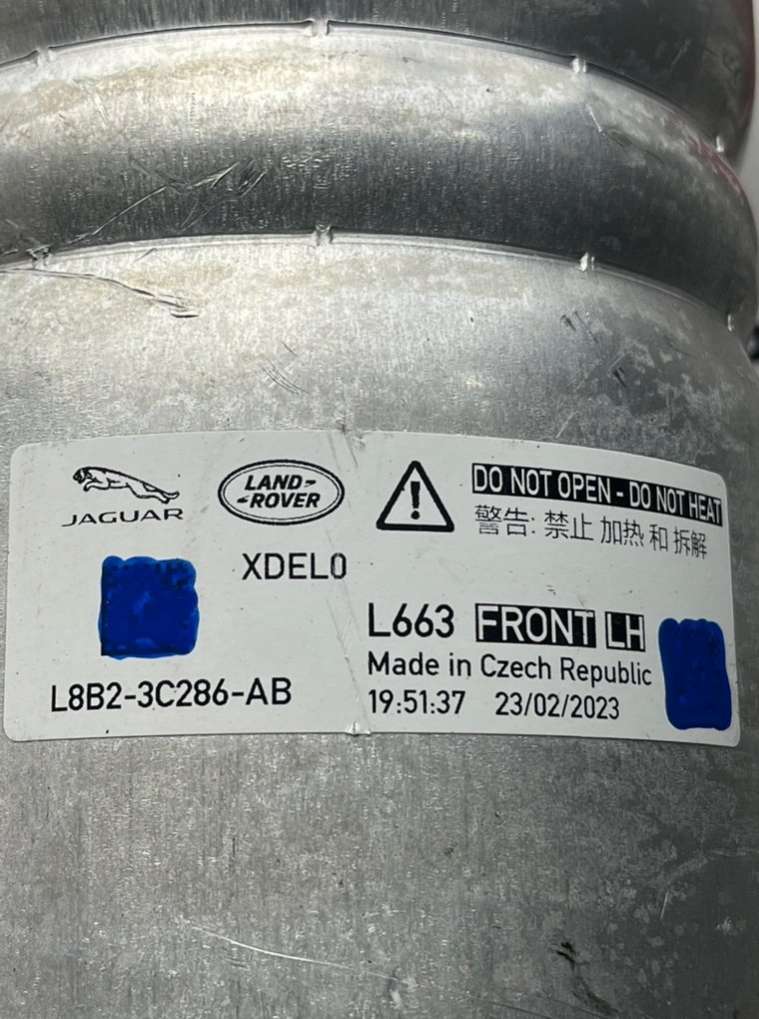 JAGUAR
LAND-
-ROVER
DO NOT OPEN - DO NOT HEAT
警告: 禁止 加热 和 拆解
XDEL0
L663 FRONT LH
Made in Czech Republic
L8B2-3C286-AB
19:51:37 23/02/2023